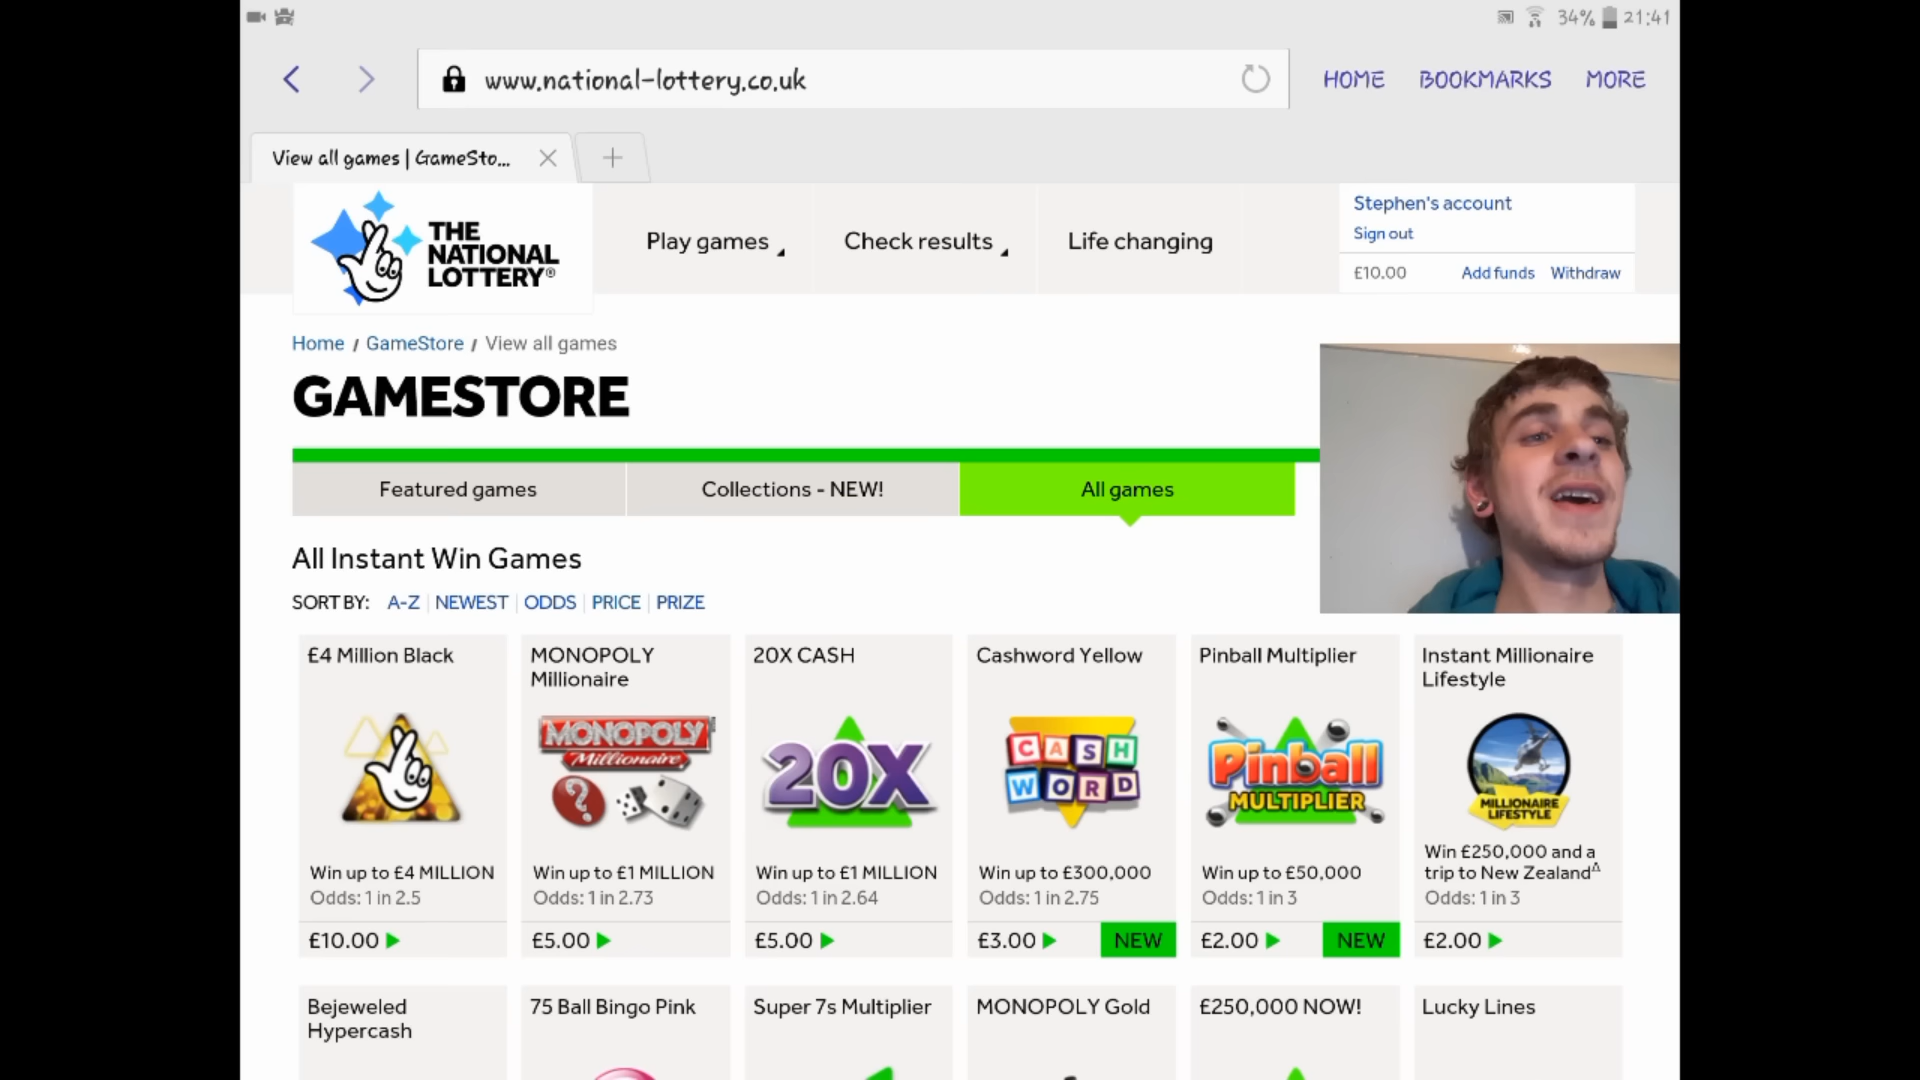 34% 21:41
www.national-lottery.co.uk
HOME BOOKMARKS MORE
View all games | GameSto...
THE NATIONAL LOTTERY®
Play games
Check results
Life changing
Stephen's account
Sign out
£10.00 Add funds Withdraw
Home / GameStore / View all games
GAMESTORE
Featured games
Collections - NEW!
All games
All Instant Win Games
SORT BY: A-Z | NEWEST | ODDS | PRICE | PRIZE
£4 Million Black
Win up to £4 MILLION
Odds: 1 in 2.5
£10.00
MONOPOLY
Millionaire
MONOPOLY
Millionaire
?
Win up to £1 MILLION
Odds: 1 in 2.73
£5.00
20X CASH
20X
Win up to £1 MILLION
Odds: 1 in 2.64
£5.00
Cashword Yellow
CASH
WORD
Win up to £300,000
Odds: 1 in 2.75
£3.00 NEW
Pinball Multiplier
Pinball
MULTIPLIER
Win up to £50,000
Odds: 1 in 3
£2.00 NEW
Instant Millionaire
Lifestyle
MILLIONAIRE
LIFESTYLE
Win £250,000 and a
trip to New Zealand^Δ
Odds: 1 in 3
£2.00
Bejeweled
Hypercash
75 Ball Bingo Pink
Super 7s Multiplier
MONOPOLY Gold
£250,000 NOW!
Lucky Lines